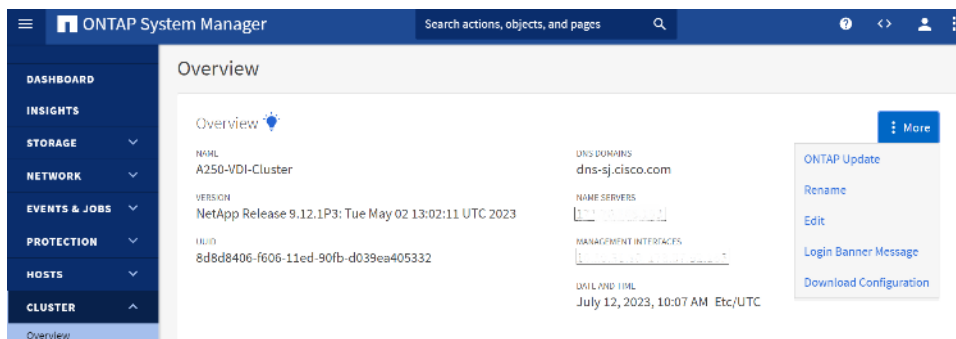 ONTAP System Manager
Search actions, objects, and pages
DASHBOARD
INSIGHTS
STORAGE
NETWORK
EVENTS & JOBS
PROTECTION
HOSTS
CLUSTER
Overview
Overview
Overview
More
NAME
A250-VDI-Cluster
VERSION
NetApp Release 9.12.1P3: Tue May 02 13:02:11 UTC 2023
UUID
8d8d8406-f606-11ed-90fb-d039ea405332
DNS DOMAINS
dns-sj.cisco.com
NAME SERVERS
MANAGEMENT INTERFACES
DATE AND TIME
July 12, 2023, 10:07 AM Etc/UTC
ONTAP Update
Rename
Edit
Login Banner Message
Download Configuration